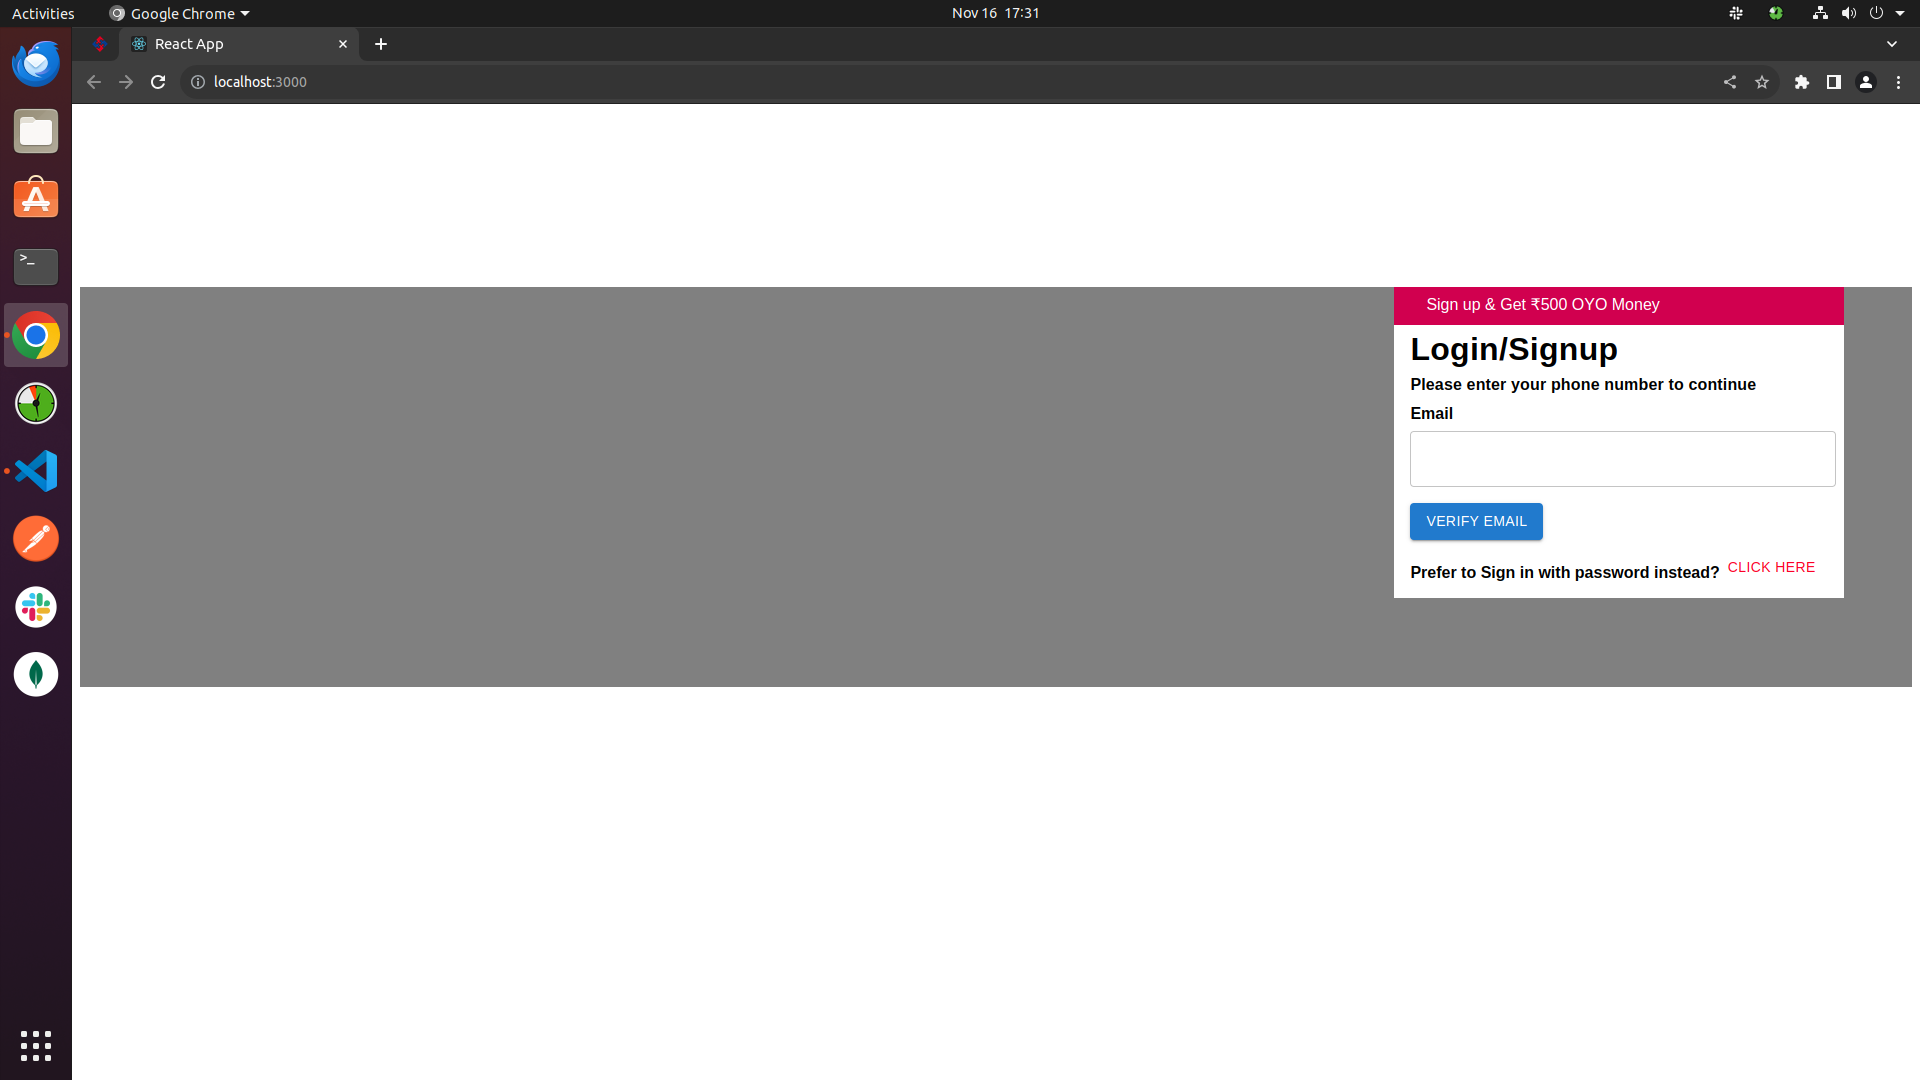 Activities
Google Chrome
Nov 16 17:31
React App
localhost:3000
>_
Sign up & Get ₹500 OYO Money
Login/Signup
Please enter your phone number to continue
Email
VERIFY EMAIL
Prefer to Sign in with password instead? CLICK HERE